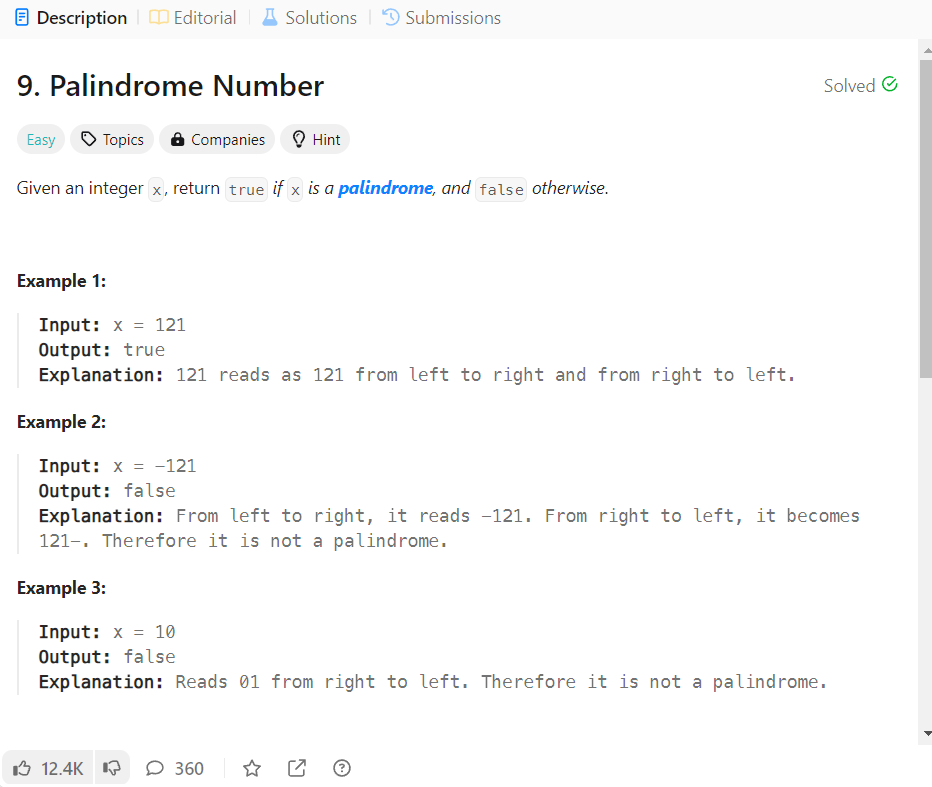 Description Editorial Solutions Submissions
9. Palindrome Number
Solved
Easy Topics Companies Hint
Given an integer x, return true if x is a palindrome, and false otherwise.
Example 1:
Input: x = 121
Output: true
Explanation: 121 reads as 121 from left to right and from right to left.
Example 2:
Input: x = -121
Output: false
Explanation: From left to right, it reads -121. From right to left, it becomes
121-. Therefore it is not a palindrome.
Example 3:
Input: x = 10
Output: false
Explanation: Reads 01 from right to left. Therefore it is not a palindrome.
12.4K 360